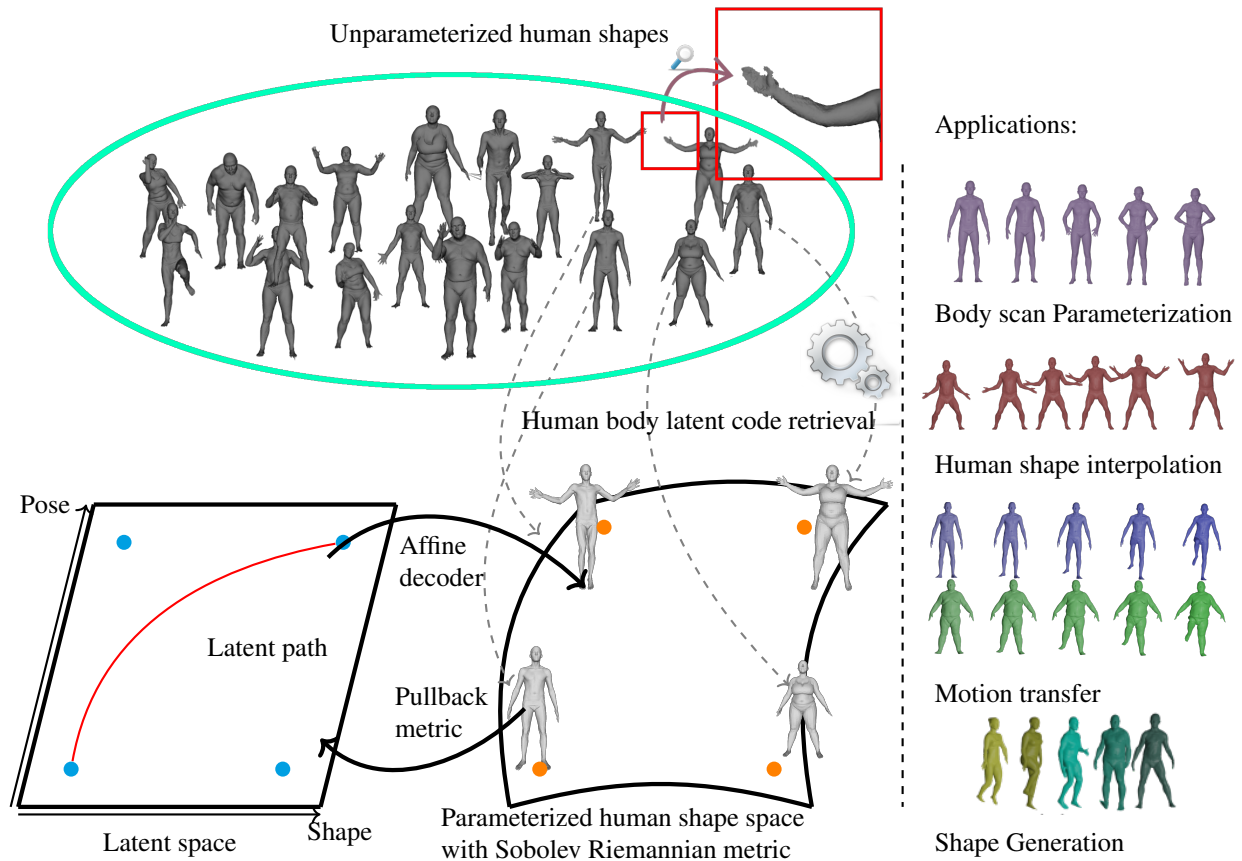 Unparameterized human shapes
Applications:
Body scan Parameterization
Human body latent code retrieval
Human shape interpolation
Pose
Affine
decoder
Latent path
Pullback
metric
Motion transfer
Shape
Latent space
Parameterized human shape space
with Sobolev Riemannian metric
Shape Generation